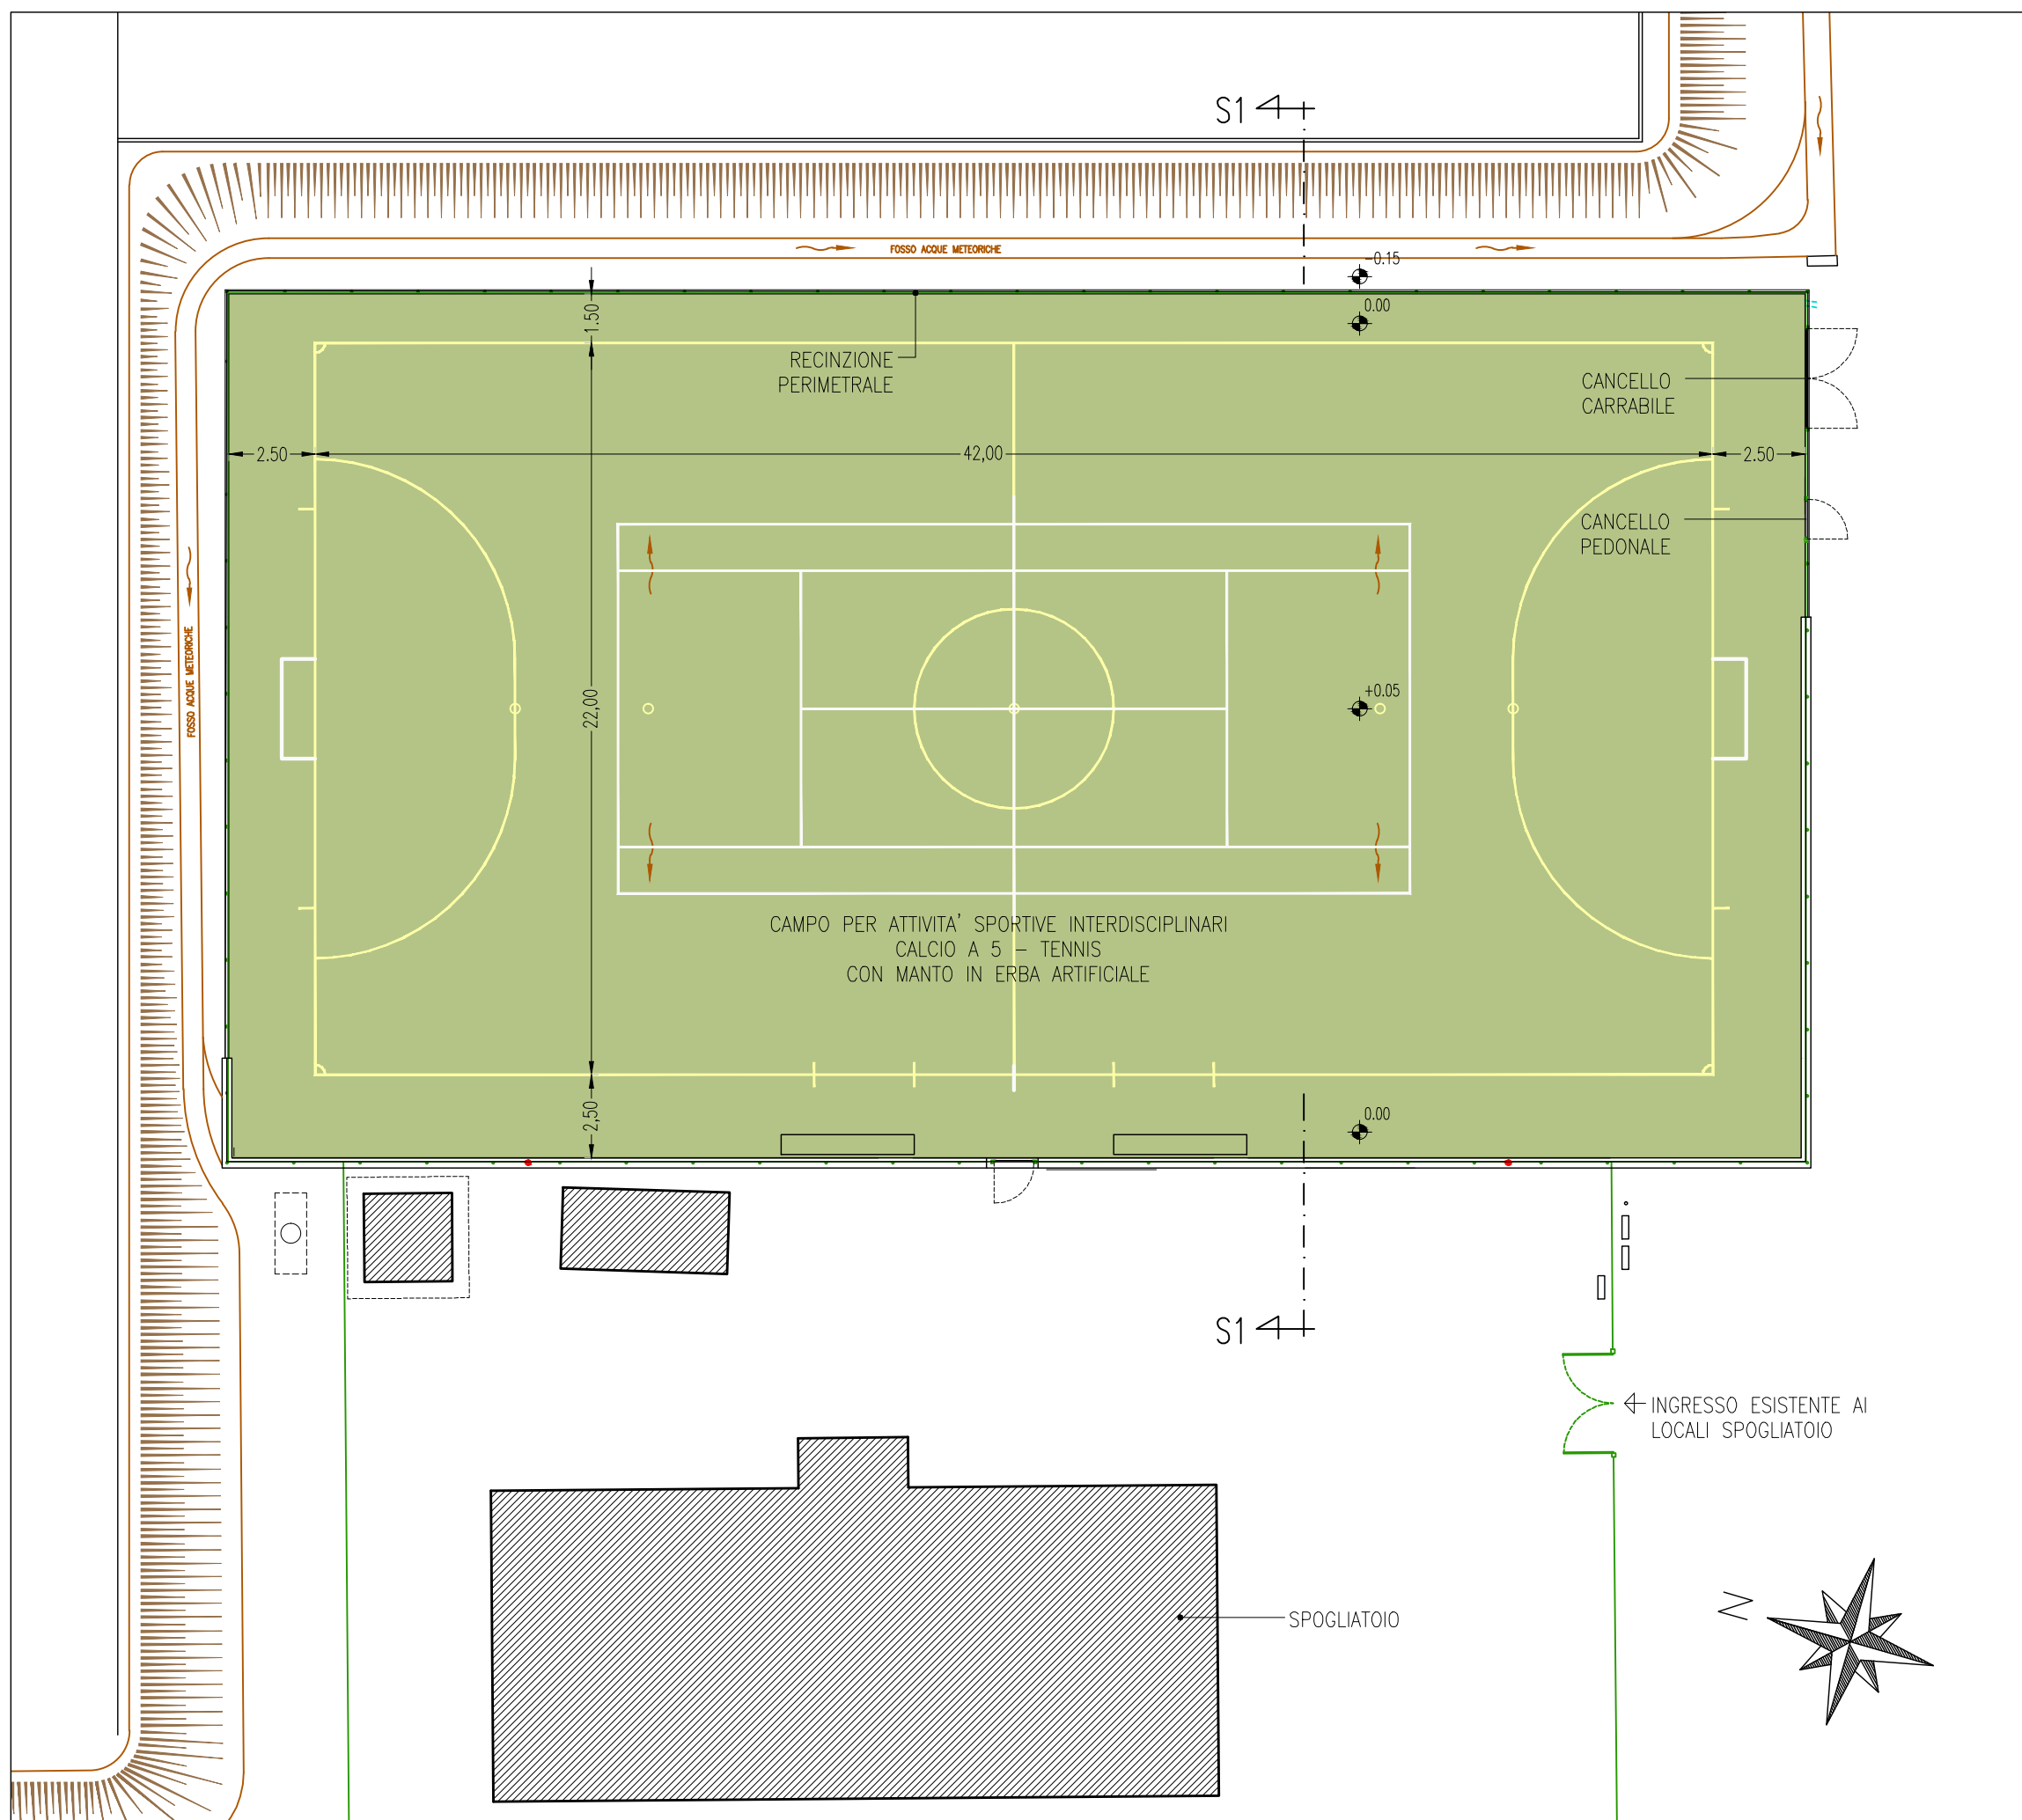 S1
FOSSO ACQUE METEORICHE
-0.15
0.00
1.50
RECINZIONE
PERIMETRALE
CANCELLO
CARRABILE
2.50
42,00
2.50
CANCELLO
PEDONALE
FOSSO ACQUE METEORICHE
22,00
+0.05
CAMPO PER ATTIVITA' SPORTIVE INTERDISCIPLINARI
CALCIO A 5 - TENNIS
CON MANTO IN ERBA ARTIFICIALE
2,50
0.00
S1
INGRESSO ESISTENTE AI
LOCALI SPOGLIATOIO
SPOGLIATOIO
N